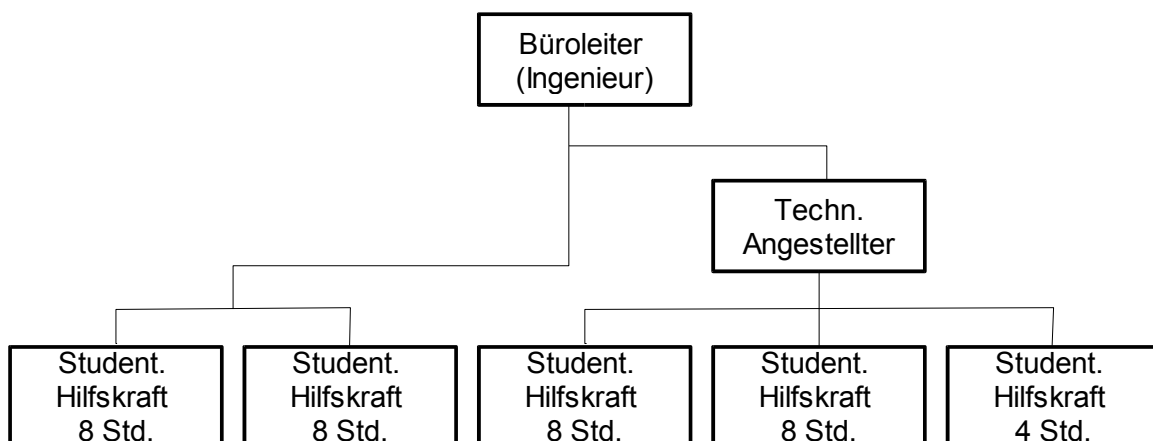 Büroleiter
(Ingenieur)
Techn.
Angestellter
Student.
Hilfskraft
8 Std.
Student.
Hilfskraft
8 Std.
Student.
Hilfskraft
8 Std.
Student.
Hilfskraft
8 Std.
Student.
Hilfskraft
4 Std.